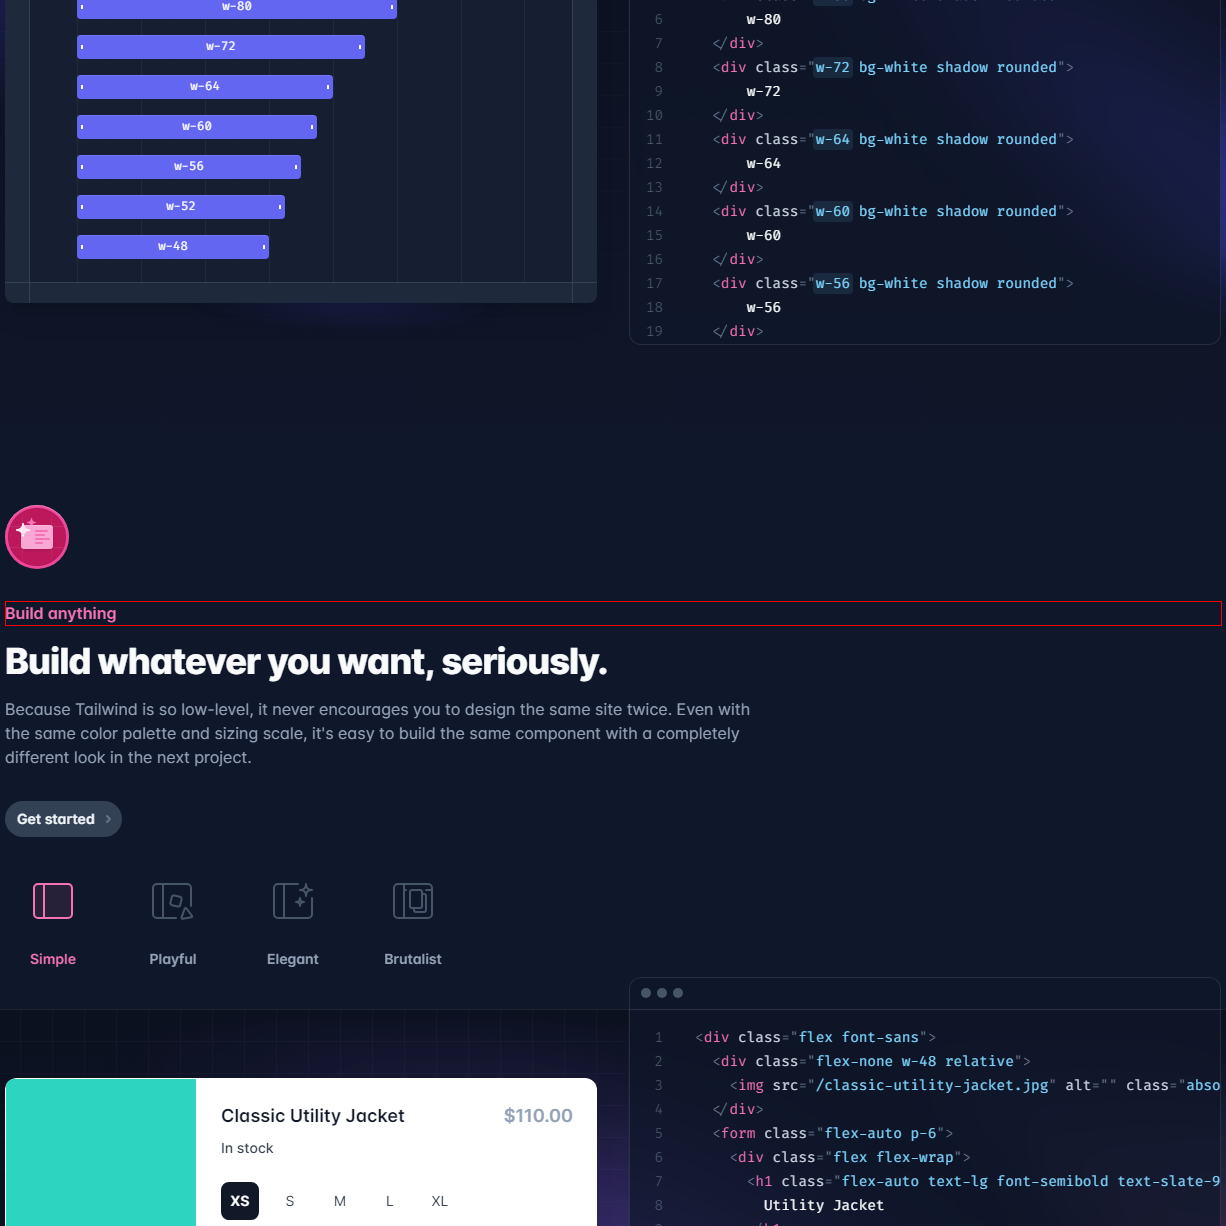 w-80
w-72
w-64
w-60
w-56
w-52
w-48
6 w-80
7 </div>
8 <div class="w-72 bg-white shadow rounded">
9 w-72
10 </div>
11 <div class="w-64 bg-white shadow rounded">
12 w-64
13 </div>
14 <div class="w-60 bg-white shadow rounded">
15 w-60
16 </div>
17 <div class="w-56 bg-white shadow rounded">
18 w-56
19 </div>
Build anything
Build whatever you want, seriously.
Because Tailwind is so low-level, it never encourages you to design the same site twice. Even with
the same color palette and sizing scale, it's easy to build the same component with a completely
different look in the next project.
Get started
Simple Playful Elegant Brutalist
Classic Utility Jacket $110.00
In stock
XS S M L XL
1 <div class="flex font-sans">
2 <div class="flex-none w-48 relative">
3 <img src="/classic-utility-jacket.jpg" alt="" class="abso
4 </div>
5 <form class="flex-auto p-6">
6 <div class="flex flex-wrap">
7 <h1 class="flex-auto text-lg font-semibold text-slate-9
8 Utility Jacket